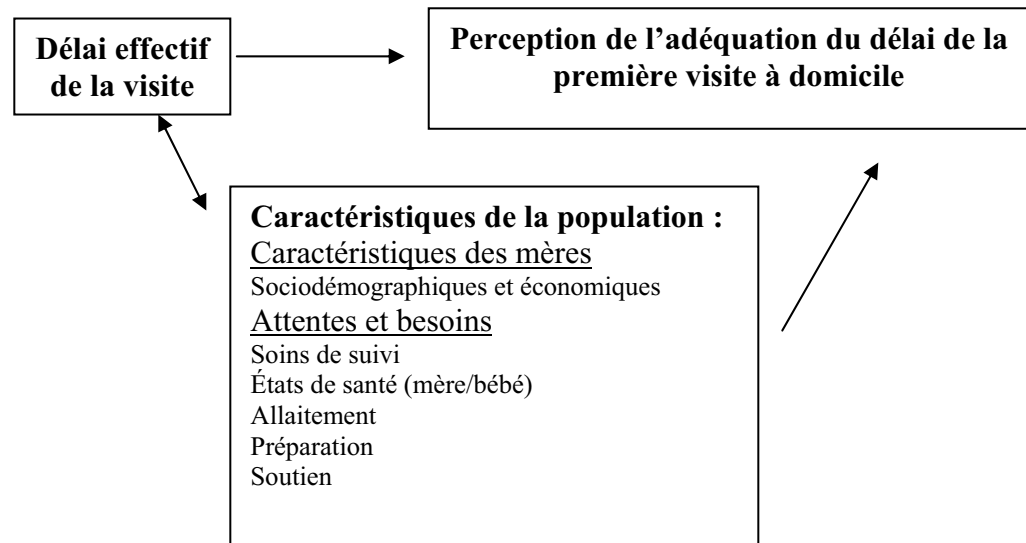 Délai effectif
de la visite
Perception de l’adéquation du délai de la
première visite à domicile
Caractéristiques de la population :
Caractéristiques des mères
Sociodémographiques et économiques
Attentes et besoins
Soins de suivi
États de santé (mère/bébé)
Allaitement
Préparation
Soutien